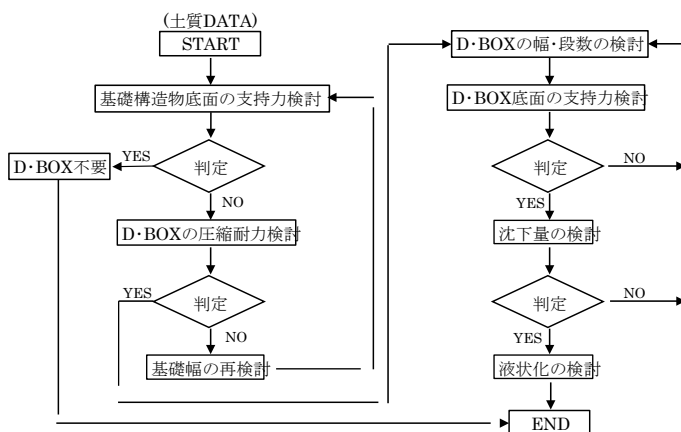 (土質DATA)
START
基礎構造物底面の支持力検討
判定
YES
D・BOX不要
NO
D・BOXの圧縮耐力検討
判定
YES
NO
基礎幅の再検討
D・BOXの幅・段数の検討
D・BOX底面の支持力検討
判定
NO
YES
沈下量の検討
判定
NO
YES
液状化の検討
END